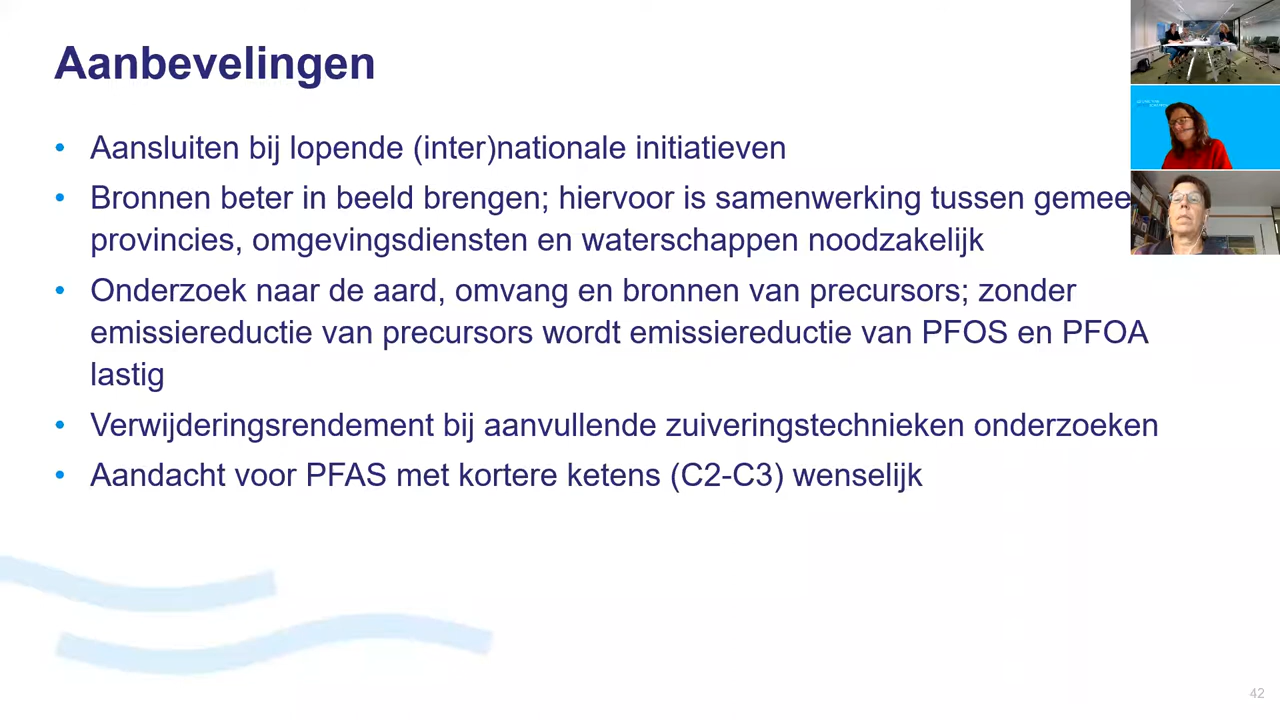 Aanbevelingen
• Aansluiten bij lopende (inter)nationale initiatieven
• Bronnen beter in beeld brengen; hiervoor is samenwerking tussen gemee
provincies, omgevingsdiensten en waterschappen noodzakelijk
• Onderzoek naar de aard, omvang en bronnen van precursors; zonder
emissiereductie van precursors wordt emissiereductie van PFOS en PFOA
lastig
• Verwijderingsrendement bij aanvullende zuiveringstechnieken onderzoeken
• Aandacht voor PFAS met kortere ketens (C2-C3) wenselijk
42